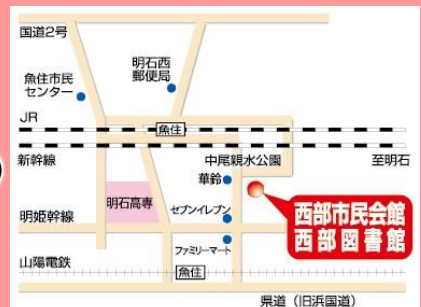 国道2号
明石西
郵便局
魚住市民
センター
JR
魚住
新幹線
中尾親水公園
至明石
華鈴
明石高専
セブンイレブン
西部市民会館
西部図書館
明姫幹線
ファミリーマート
山陽電鉄
魚住
県道（旧浜国道）